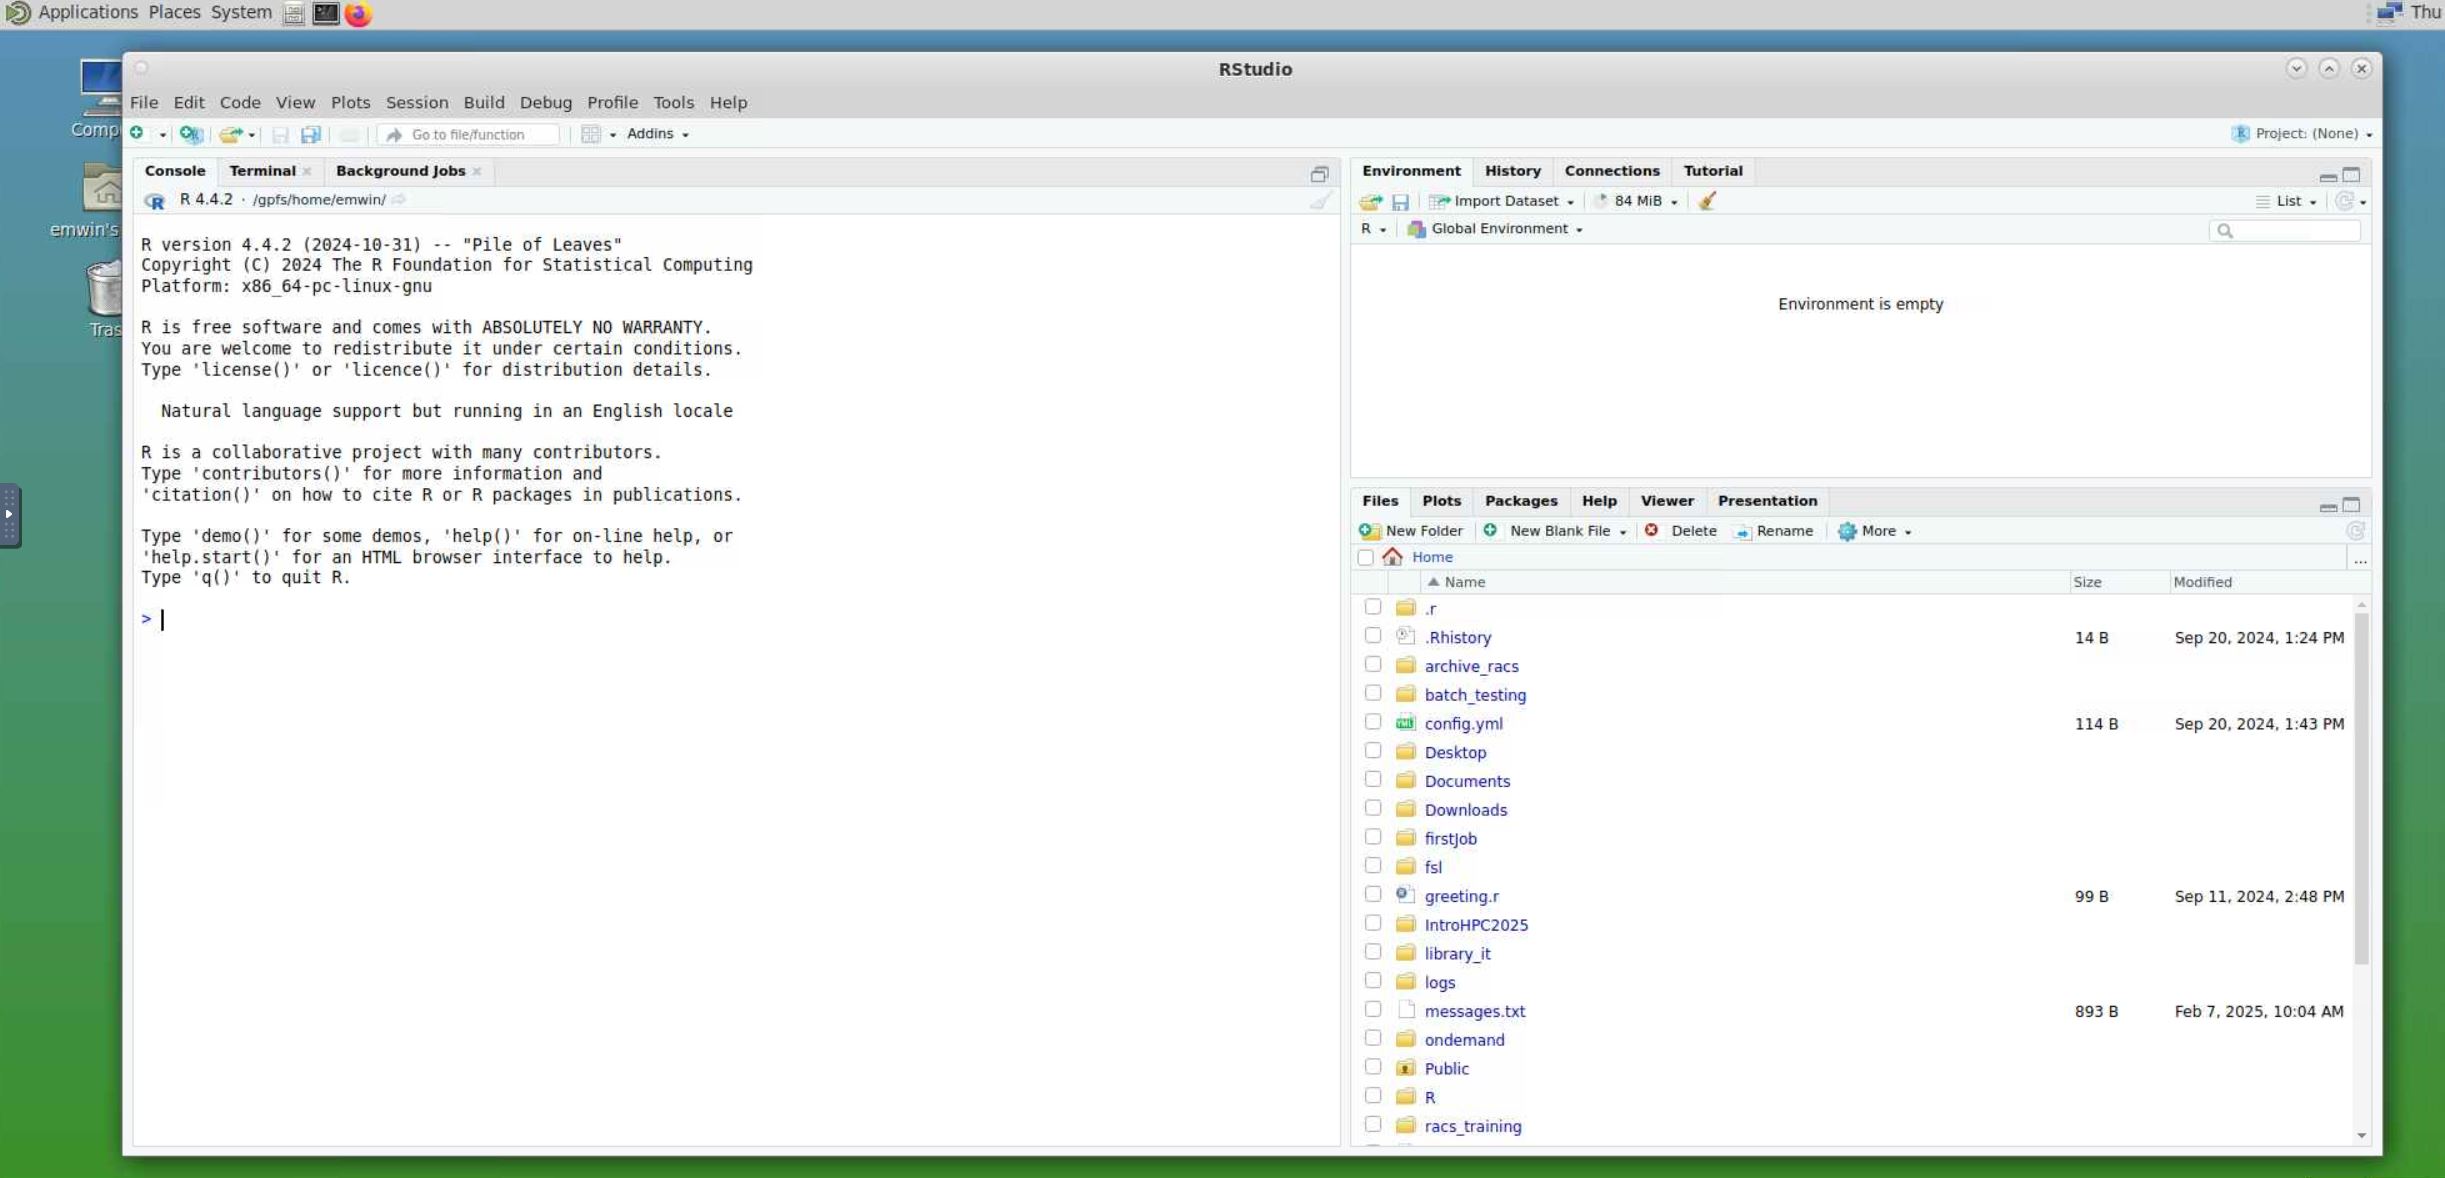 Applications Places System
Thu
RStudio
File Edit Code View Plots Session Build Debug Profile Tools Help
Go to file/function
Addins
Project: (None)
Console Terminal Background Jobs
R 4.4.2 · /gpfs/home/emwin/
R version 4.4.2 (2024-10-31) -- "Pile of Leaves"
Copyright (C) 2024 The R Foundation for Statistical Computing
Platform: x86_64-pc-linux-gnu
R is free software and comes with ABSOLUTELY NO WARRANTY.
You are welcome to redistribute it under certain conditions.
Type 'license()' or 'licence()' for distribution details.
Natural language support but running in an English locale
R is a collaborative project with many contributors.
Type 'contributors()' for more information and
'citation()' on how to cite R or R packages in publications.
Type 'demo()' for some demos, 'help()' for on-line help, or
'help.start()' for an HTML browser interface to help.
Type 'q()' to quit R.
>
Comp
emwin's
Tras
Environment History Connections Tutorial
Import Dataset 84 MiB List
R Global Environment
Environment is empty
Files Plots Packages Help Viewer Presentation
New Folder New Blank File Delete Rename More
Home ...
Name Size Modified
.r
.Rhistory 14 B Sep 20, 2024, 1:24 PM
archive_racs
batch_testing
config.yml 114 B Sep 20, 2024, 1:43 PM
Desktop
Documents
Downloads
firstJob
fsl
greeting.r 99 B Sep 11, 2024, 2:48 PM
IntroHPC2025
library_it
logs
messages.txt 893 B Feb 7, 2025, 10:04 AM
ondemand
Public
R
racs_training